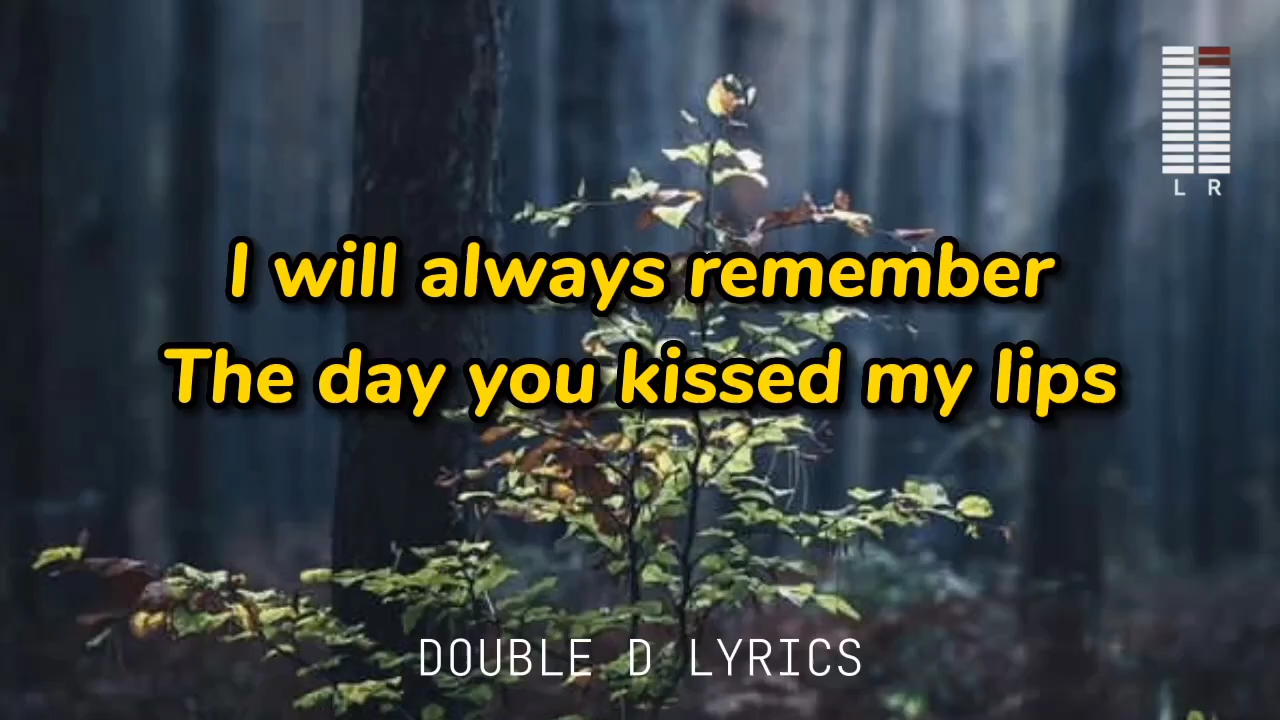 L R
I will always remember
The day you kissed my lips
DOUBLE D LYRICS